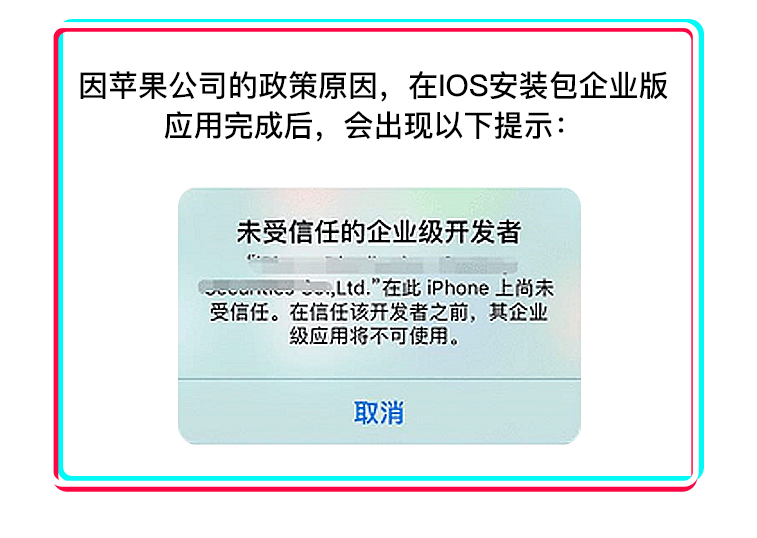 因苹果公司的政策原因，在IOS安装包企业版
应用完成后，会出现以下提示：
未受信任的企业级开发者
Securities Co.,Ltd.”在此 iPhone 上尚未
受信任。在信任该开发者之前，其企业
级应用将不可使用。
取消